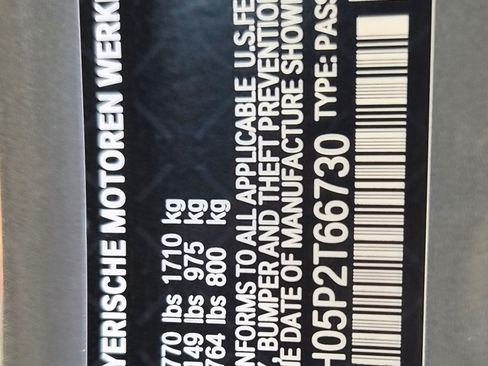 YERISCHE MOTOREN WERK
770 lbs 1710 kg
149 lbs 975 kg
764 lbs 800 kg
NFORMS TO ALL APPLICABLE U.S.FE
, BUMPER AND THEFT PREVENTION
E DATE OF MANUFACTURE SHOW
H05P2T66730 TYPE: PASS